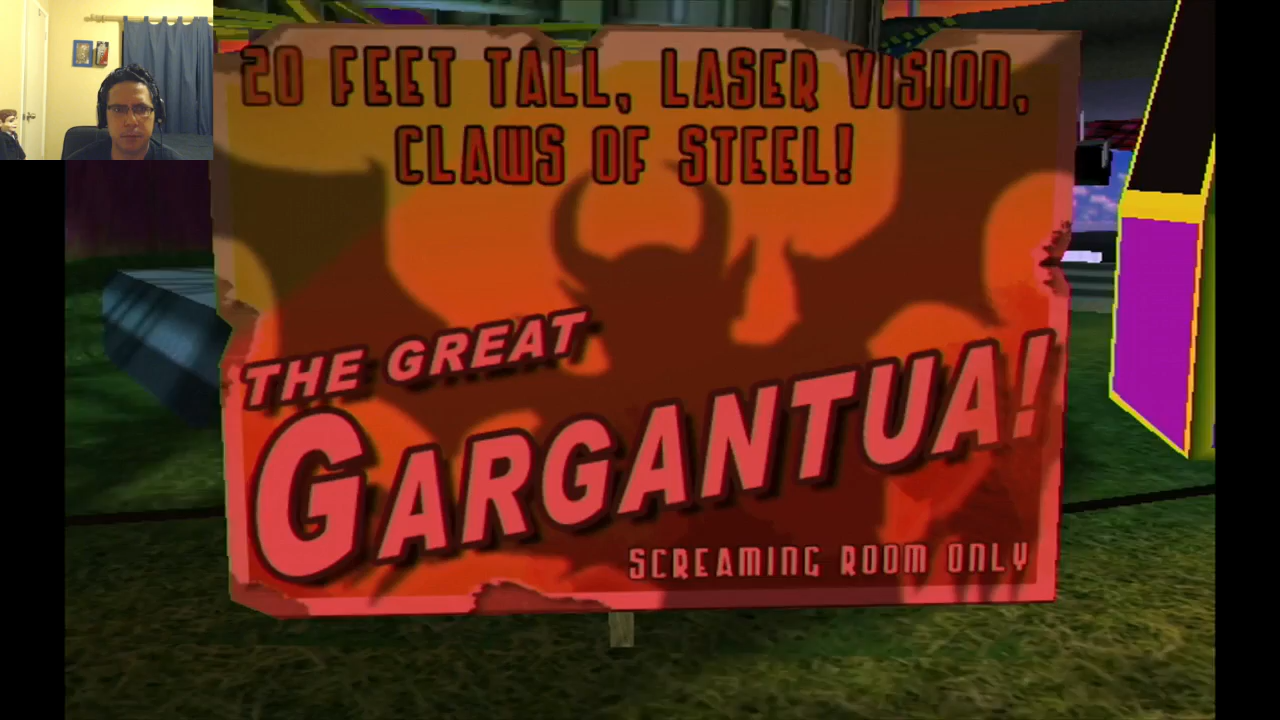 20 FEET TALL, LASER VISION,
CLAWS OF STEEL!
THE GREAT
GARGANTUA!
SCREAMING ROOM ONLY